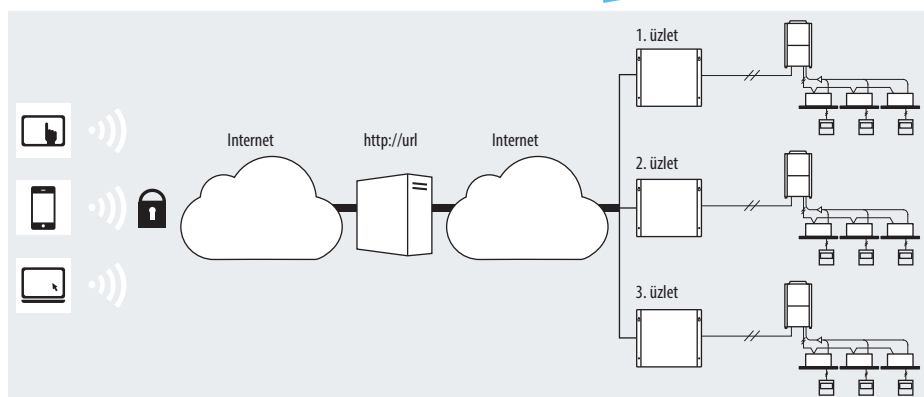 1. üzlet
Internet
http://url
Internet
2. üzlet
3. üzlet